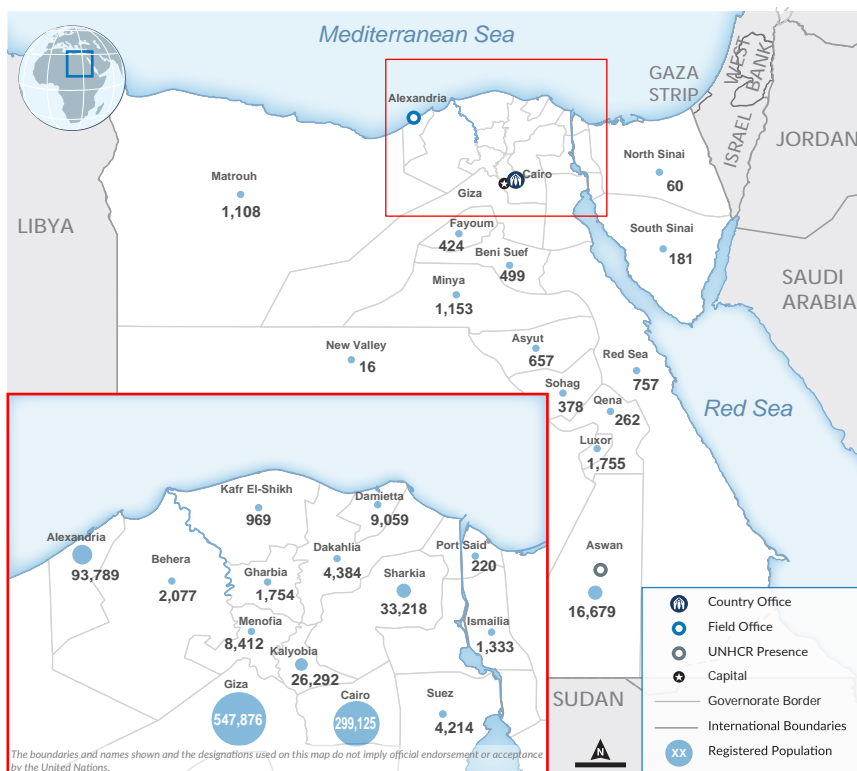 Mediterranean Sea
GAZA
STRIP
WEST
BANK
ISRAEL
JORDAN
Alexandria
North Sinai
60
Matrouh
1,108
Cairo
Giza
LIBYA
Fayoum
424
South Sinai
181
Beni Suef
499
SAUDI
ARABIA
Minya
1,153
New Valley
16
Asyut
657
Red Sea
757
Sohag
378
Qena
262
Red Sea
Luxor
1,755
Kafr El-Shikh
969
Damietta
9,059
Alexandria
93,789
Behera
2,077
Gharbia
1,754
Dakahlia
4,384
Port Said
220
Sharkia
33,218
Aswan
16,679
Menofia
8,412
Ismailia
1,333
Kalyobia
26,292
Giza
547,876
Cairo
299,125
Suez
4,214
SUDAN
N
Country Office
Field Office
UNHCR Presence
Capital
Governorate Border
International Boundaries
XX Registered Population
The boundaries and names shown and the designations used on this map do not imply official endorsement or acceptance
by the United Nations.